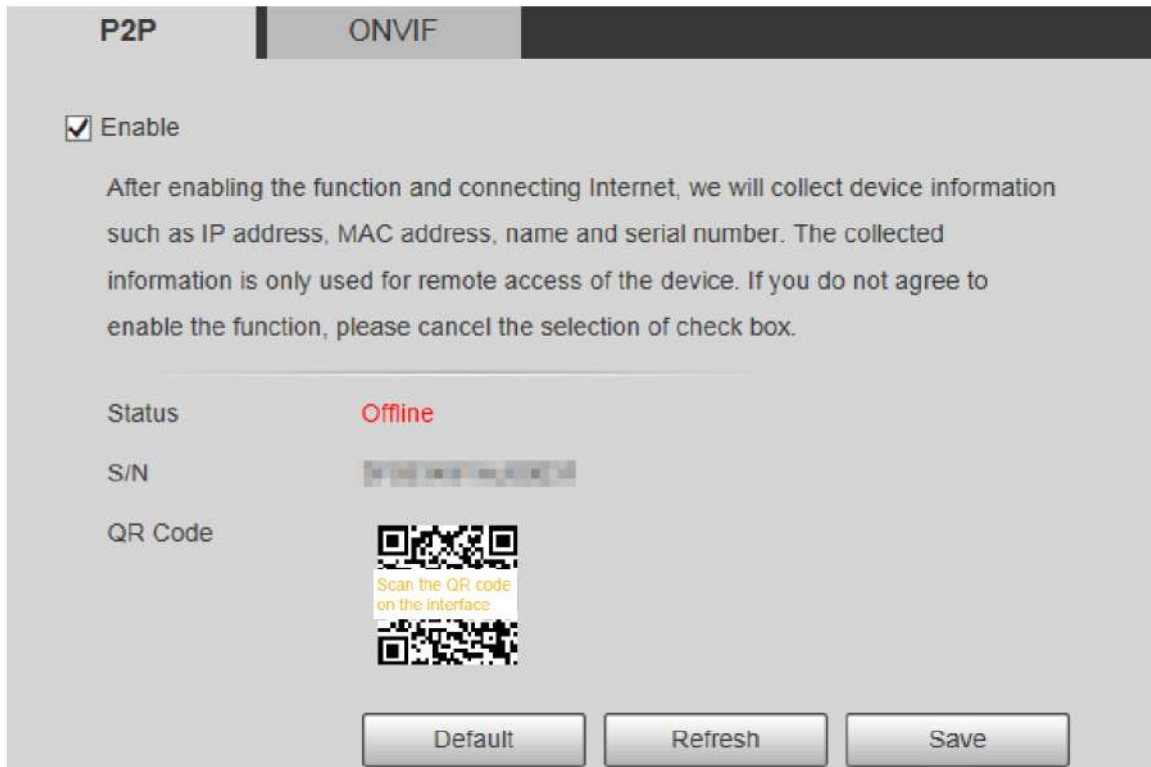 P2P ONVIF
Enable
After enabling the function and connecting Internet, we will collect device information
such as IP address, MAC address, name and serial number. The collected
information is only used for remote access of the device. If you do not agree to
enable the function, please cancel the selection of check box.
Status Offline
S/N
QR Code
Scan the QR code
on the interface
Default Refresh Save